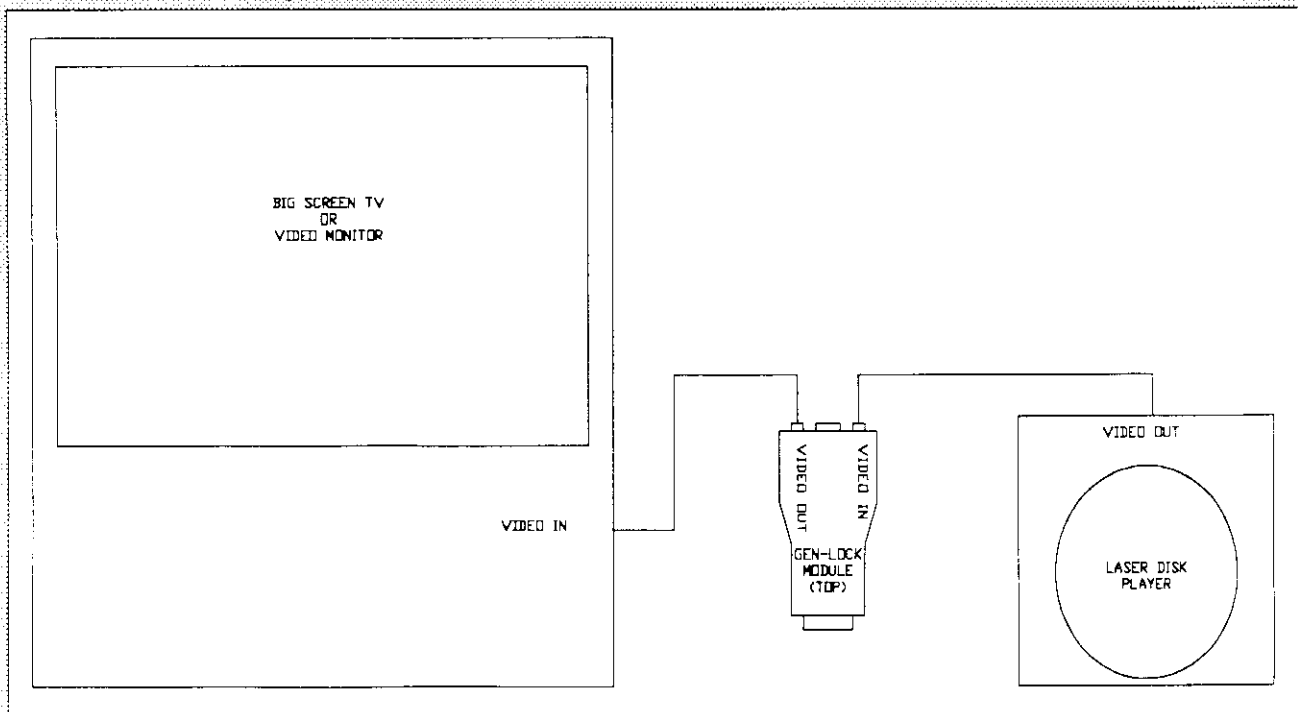 BIG SCREEN TV
OR
VIDEO MONITOR
VIDEO IN
VIDEO OUT
VIDEO IN
GEN-LOCK
MODULE
(TOP)
VIDEO OUT
LASER DISK
PLAYER